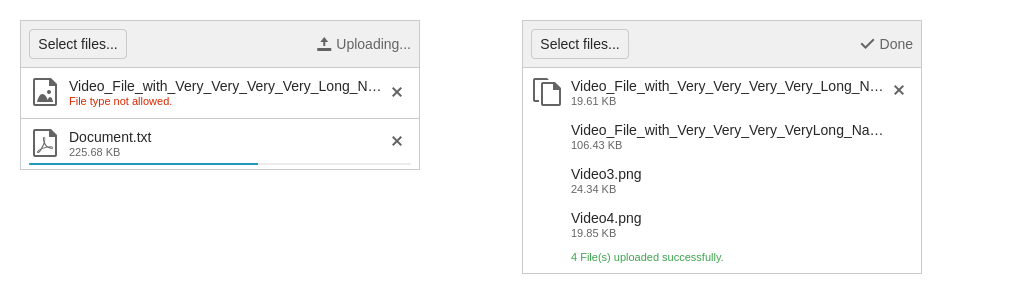 Select files...
Uploading...
Video_File_with_Very_Very_Very_Very_Long_N...
File type not allowed.
Document.txt
225.68 KB
Select files...
Done
Video_File_with_Very_Very_Very_Very_Long_N...
19.61 KB
Video_File_with_Very_Very_Very_VeryLong_Na...
106.43 KB
Video3.png
24.34 KB
Video4.png
19.85 KB
4 File(s) uploaded successfully.